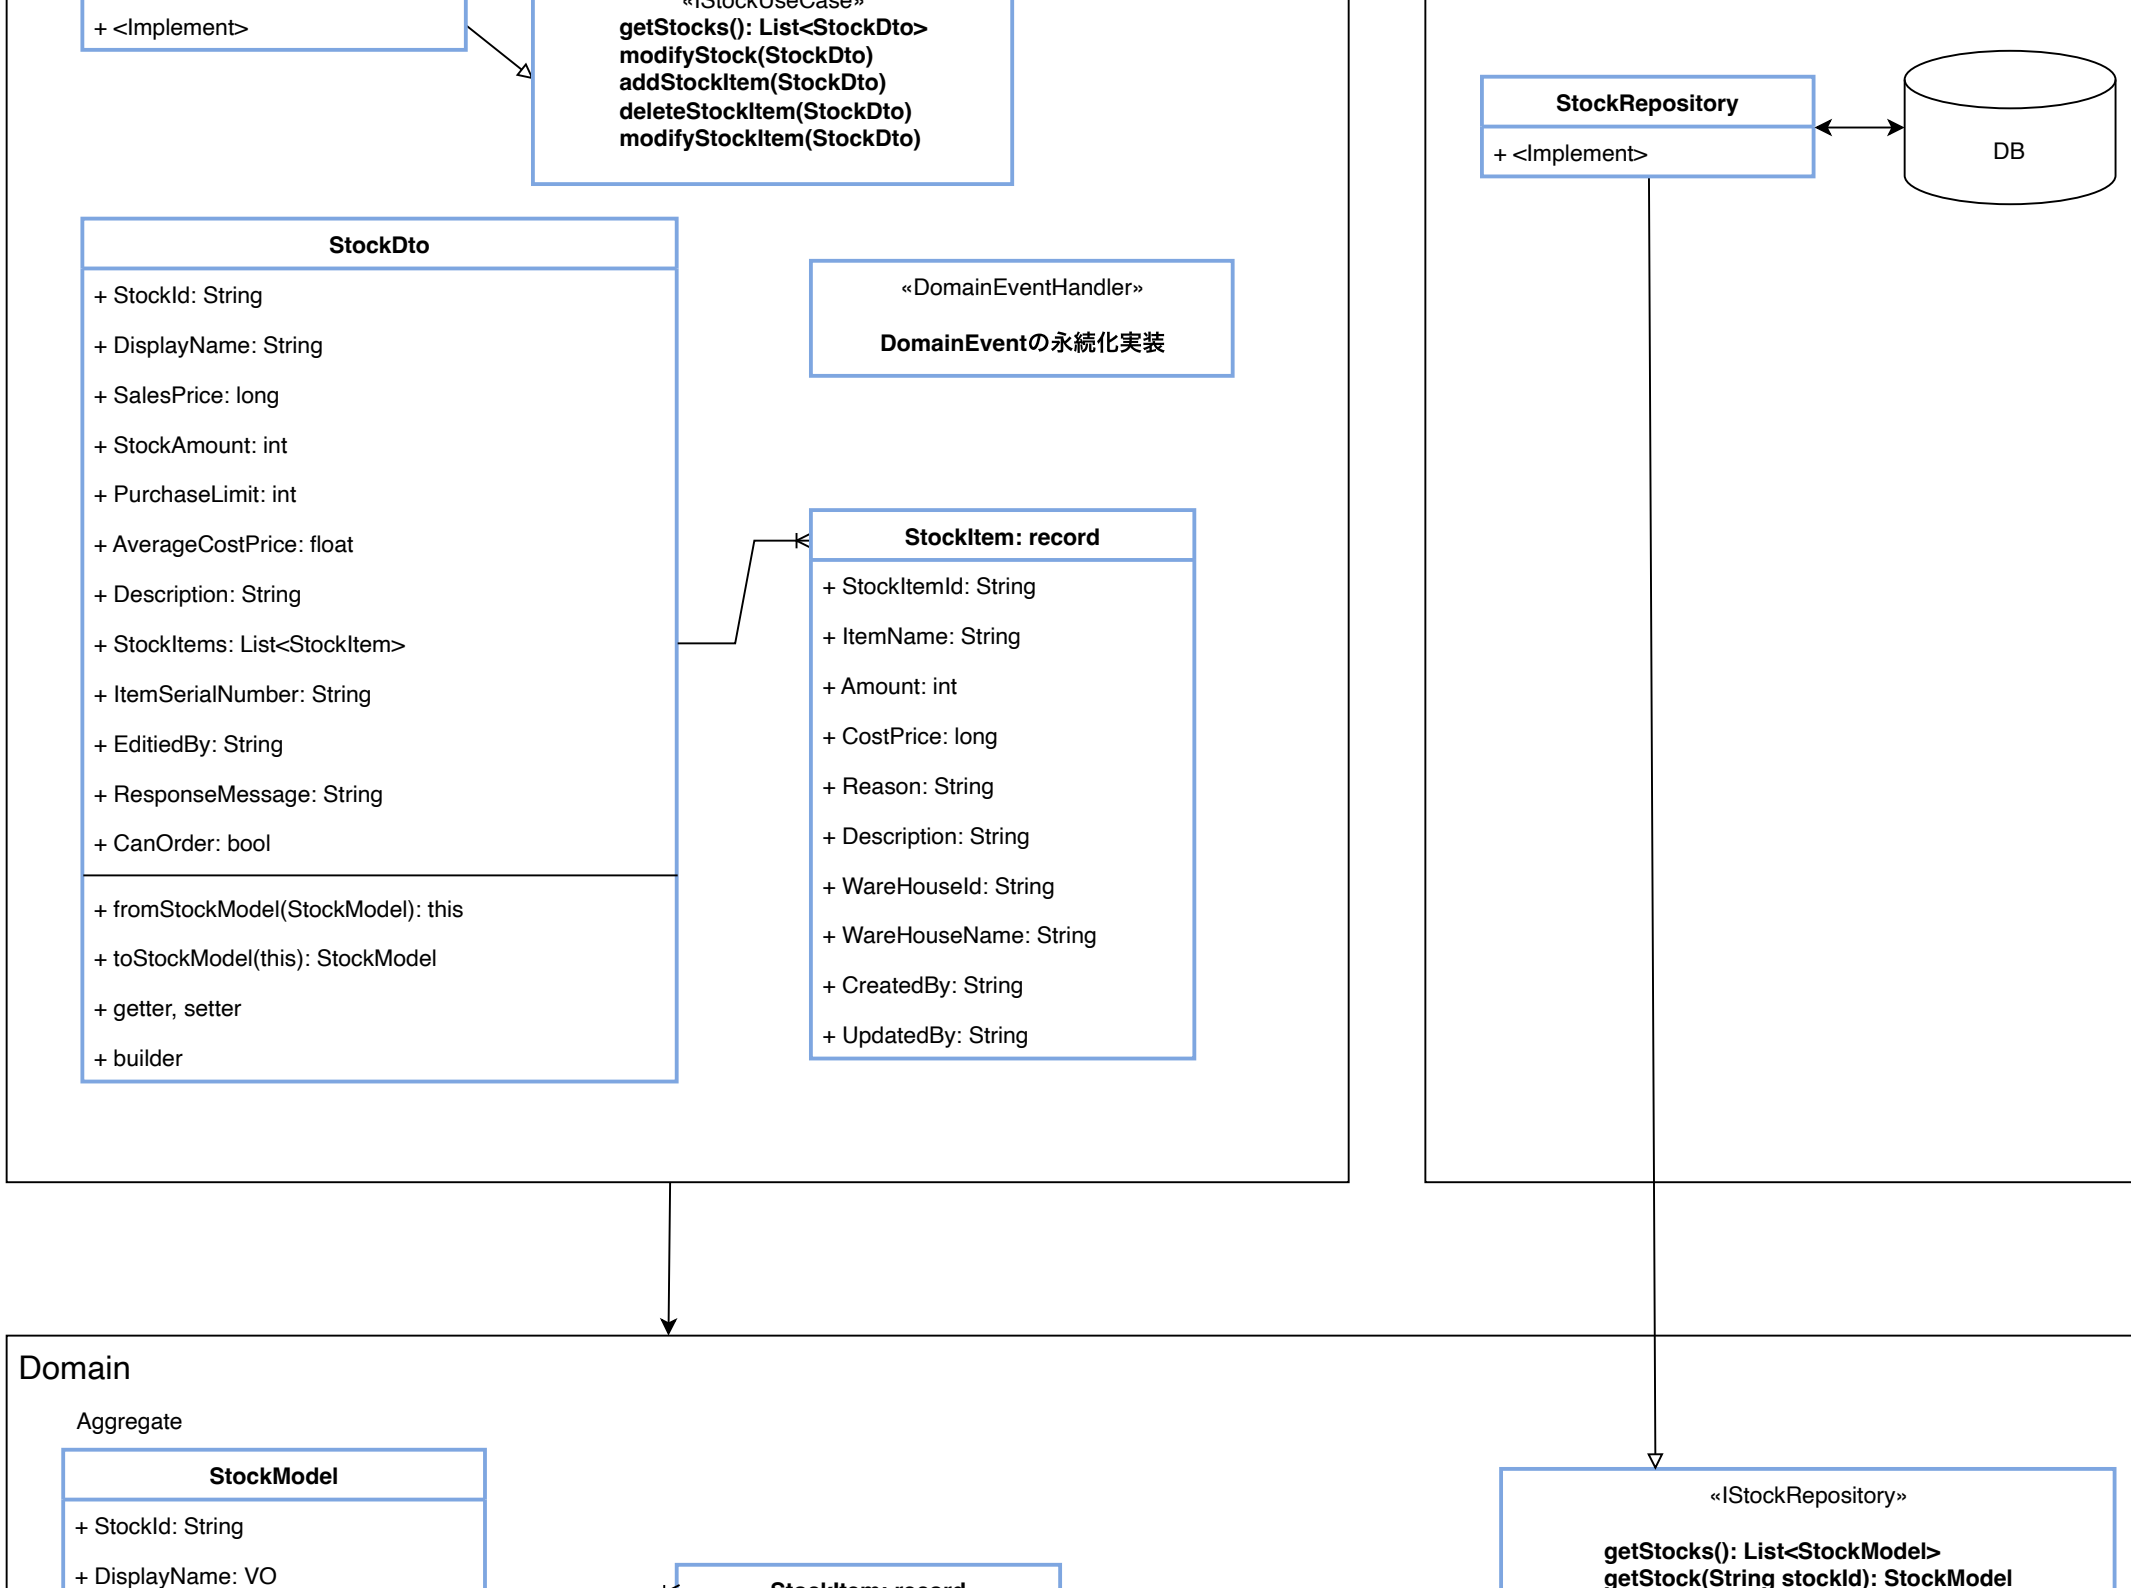 + <Implement>
«IStockUseCase»
getStocks(): List<StockDto>
modifyStock(StockDto)
addStockItem(StockDto)
deleteStockItem(StockDto)
modifyStockItem(StockDto)
StockRepository
+ <Implement>
DB
StockDto
+ StockId: String
+ DisplayName: String
+ SalesPrice: long
+ StockAmount: int
+ PurchaseLimit: int
+ AverageCostPrice: float
+ Description: String
+ StockItems: List<StockItem>
+ ItemSerialNumber: String
+ EditiedBy: String
+ ResponseMessage: String
+ CanOrder: bool
+ fromStockModel(StockModel): this
+ toStockModel(this): StockModel
+ getter, setter
+ builder
«DomainEventHandler»
DomainEventの永続化実装
StockItem: record
+ StockItemId: String
+ ItemName: String
+ Amount: int
+ CostPrice: long
+ Reason: String
+ Description: String
+ WareHouseId: String
+ WareHouseName: String
+ CreatedBy: String
+ UpdatedBy: String
Domain
Aggregate
StockModel
+ StockId: String
+ DisplayName: VO
StockItem: record
«IStockRepository»
getStocks(): List<StockModel>
getStock(String stockId): StockModel